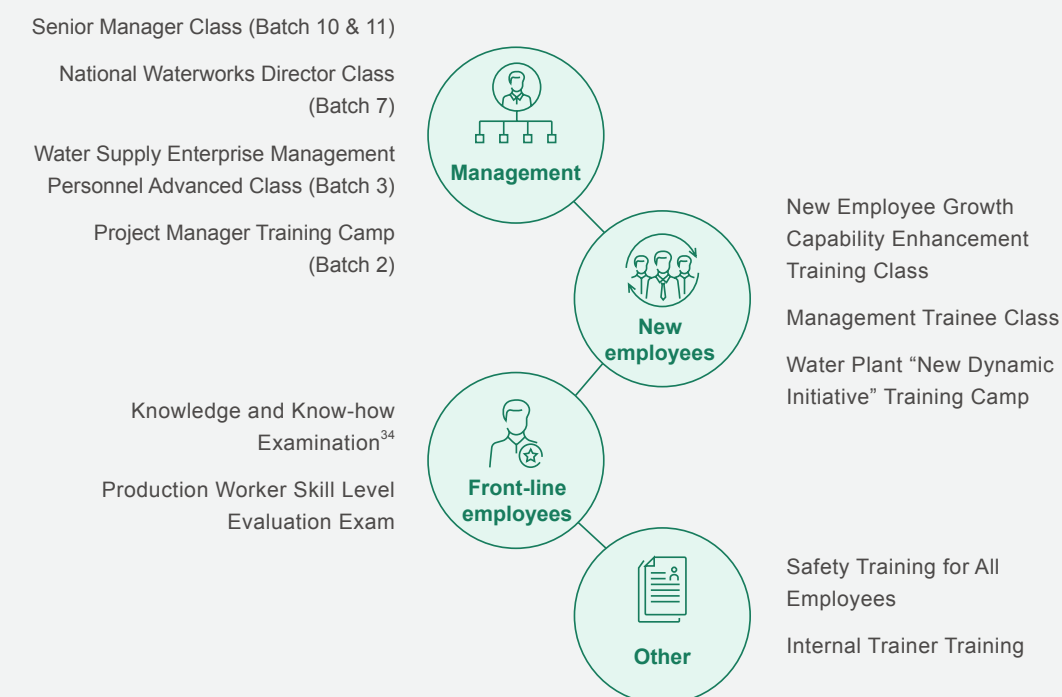 Senior Manager Class (Batch 10 & 11)
National Waterworks Director Class
(Batch 7)
Water Supply Enterprise Management
Personnel Advanced Class (Batch 3)
Project Manager Training Camp
(Batch 2)
Management
New Employee Growth
Capability Enhancement
Training Class
Management Trainee Class
Water Plant “New Dynamic
Initiative” Training Camp
New
employees
Knowledge and Know-how
Examination34
Production Worker Skill Level
Evaluation Exam
Front-line
employees
Safety Training for All
Employees
Internal Trainer Training
Other